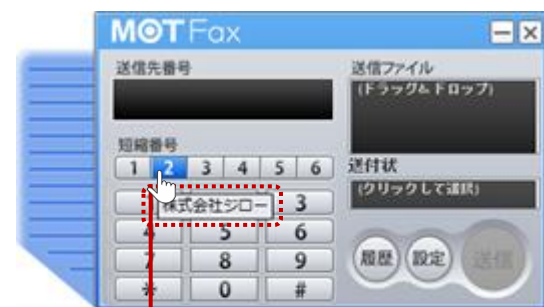 MOT Fax
送信先番号
送信ファイル
(ドラッグ&ドロップ)
短縮番号
1 2 3 4 5 6
送付状
(クリックして選択)
株式会社ジロー
3
4 5 6
7 8 9
* 0 #
履歴 設定 送信